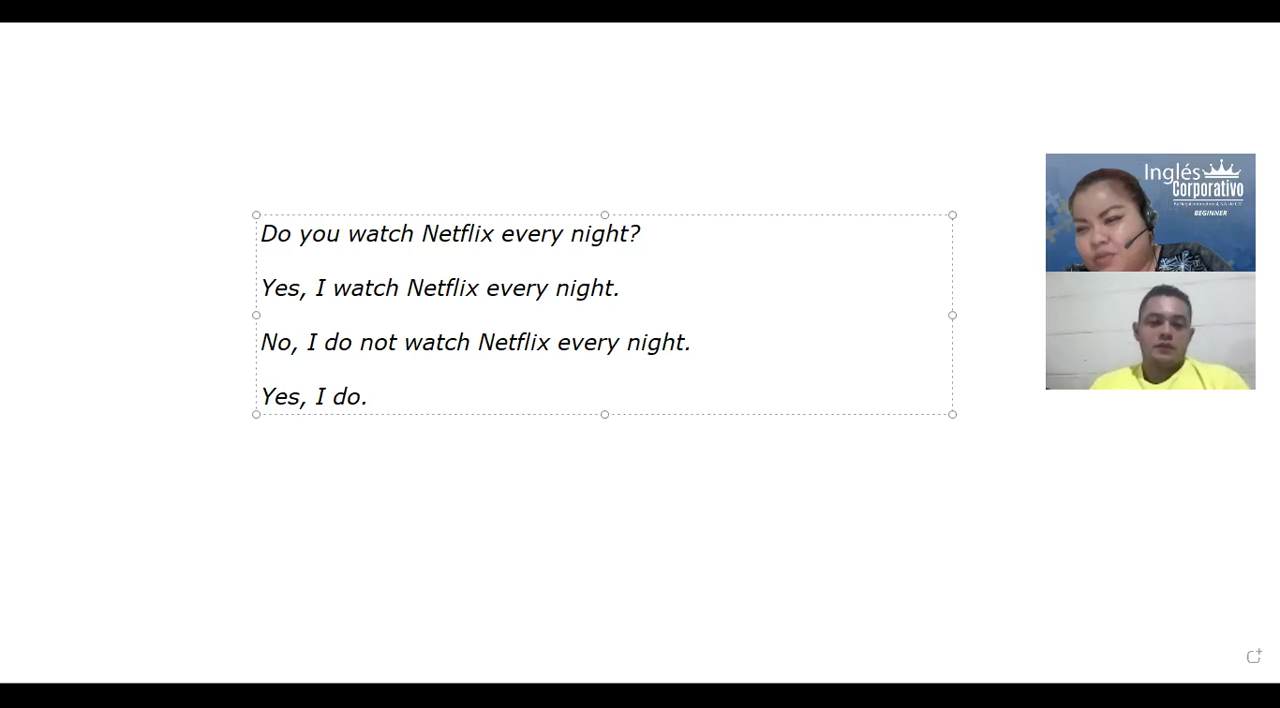 Do you watch Netflix every night?
Yes, I watch Netflix every night.
No, I do not watch Netflix every night.
Yes, I do.
Inglés
Corporativo
BEGINNER